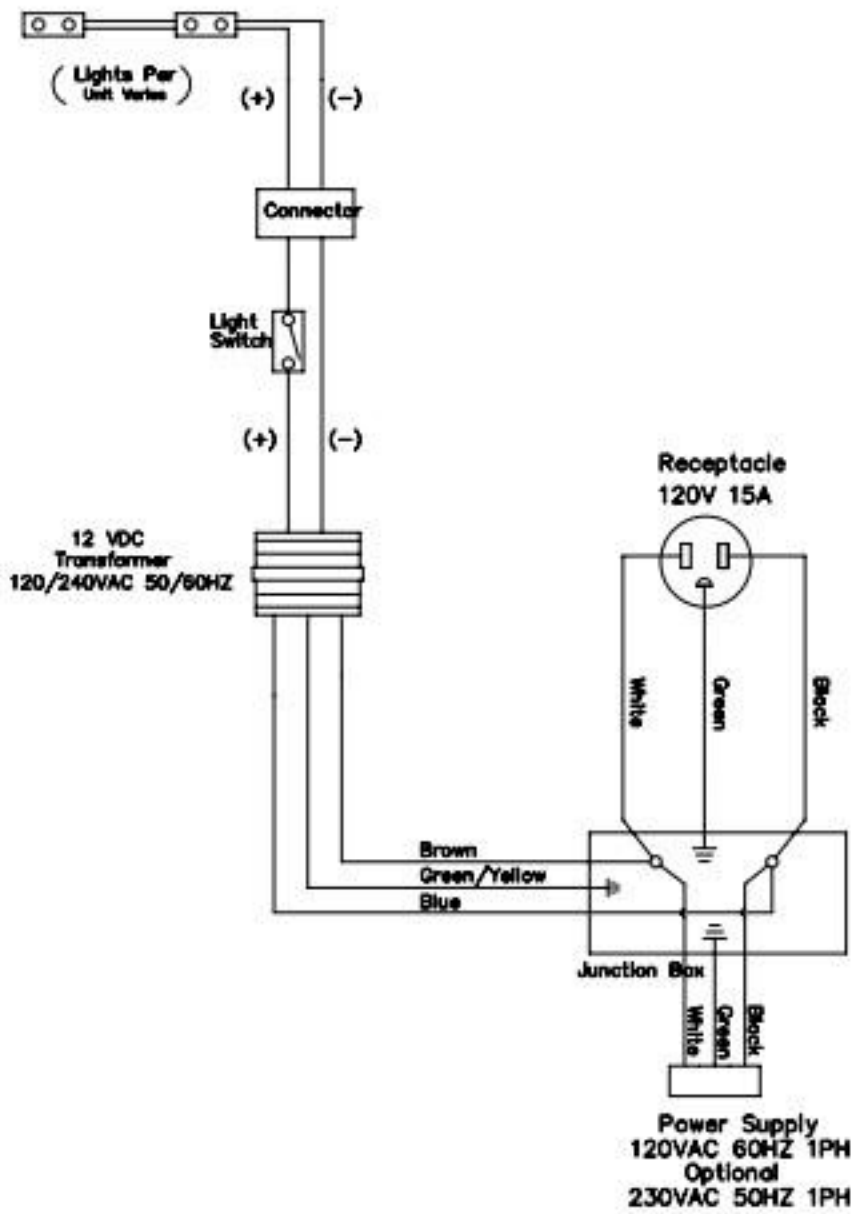 (Lights Per
Unit Varies)
(+) (-)
Connector
Light
Switch
(+) (-)
Receptacle
120V 15A
12 VDC
Transformer
120/240VAC 50/60HZ
White
Green
Black
Brown
Green/Yellow
Blue
Junction Box
White
Green
Black
Power Supply
120VAC 60HZ 1PH
Optional
230VAC 50HZ 1PH